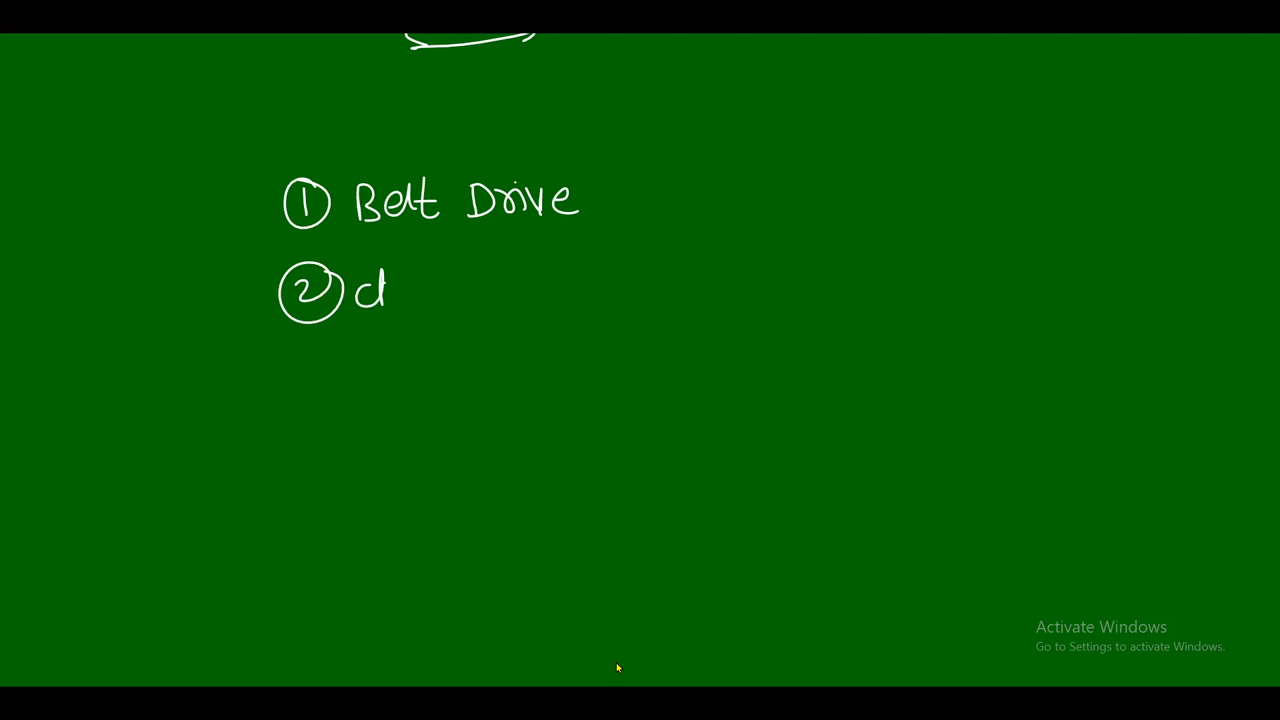 ① Belt Drive
② d
Activate Windows
Go to Settings to activate Windows.